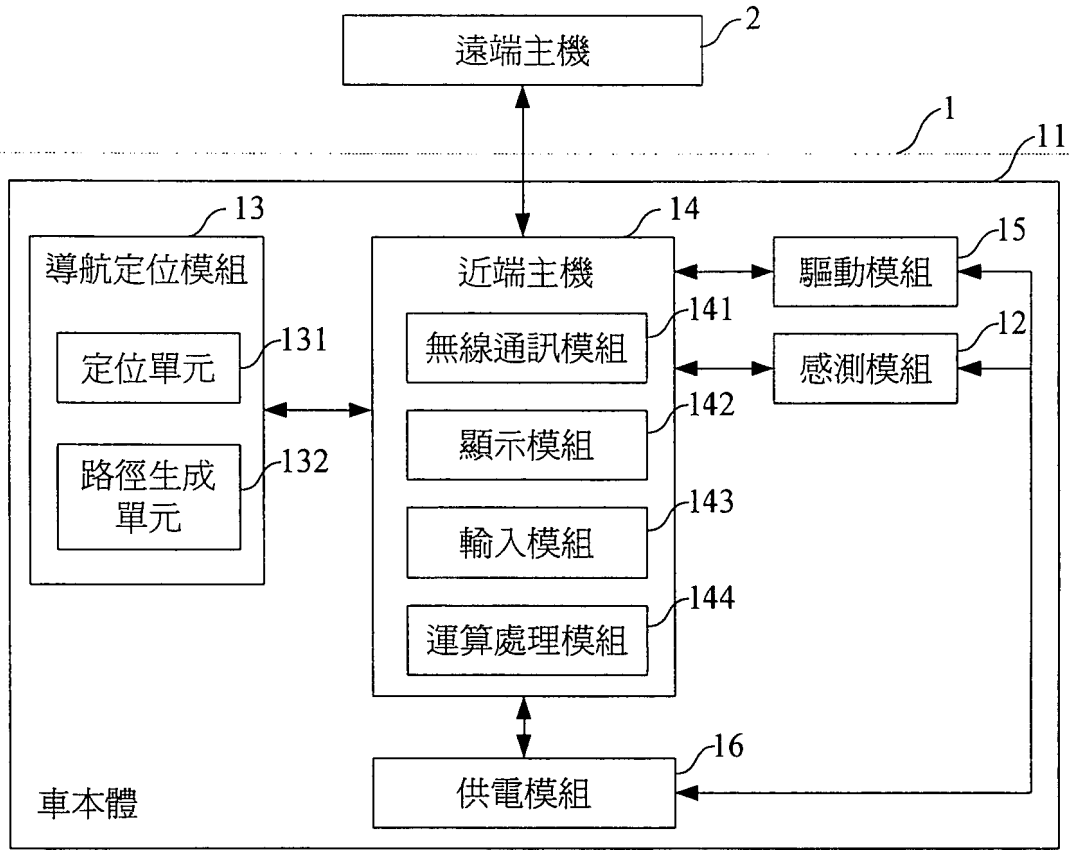 遠端主機
2
1
11
13
導航定位模組
定位單元
131
路徑生成
單元
132
14
近端主機
無線通訊模組
141
顯示模組
142
輸入模組
143
運算處理模組
144
15
驅動模組
12
感測模組
16
供電模組
車本體